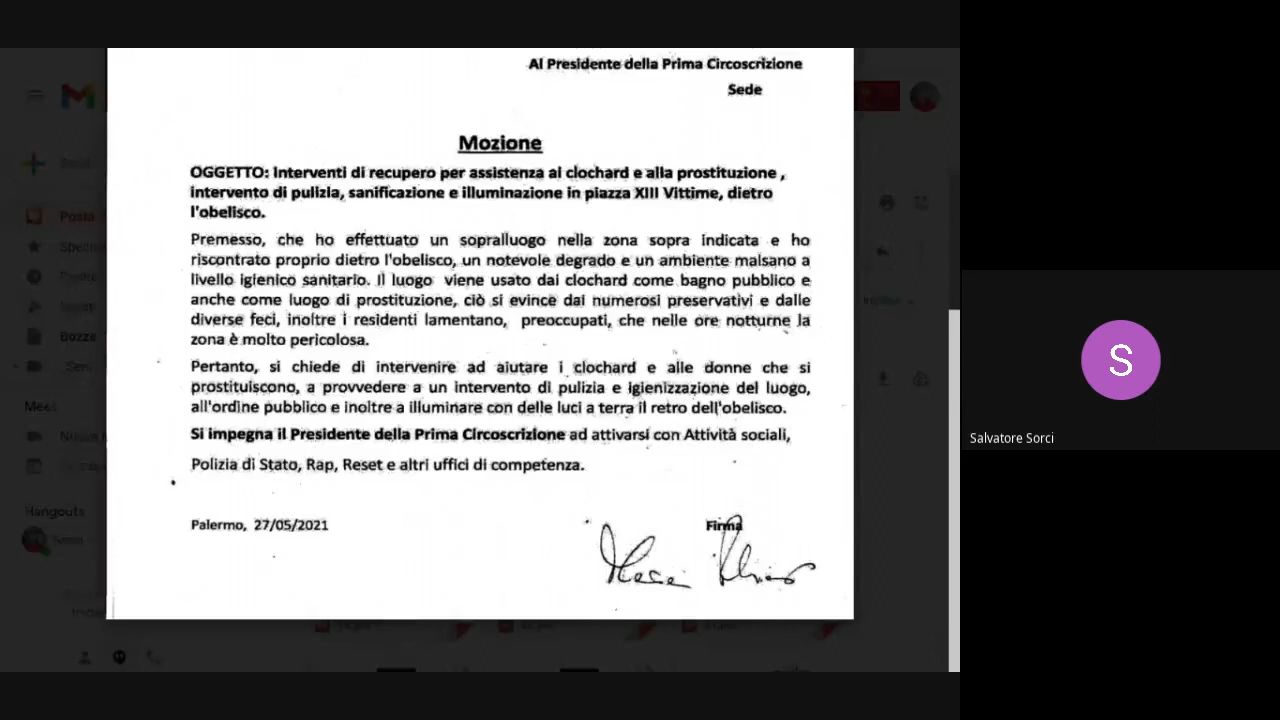 Al Presidente della Prima Circoscrizione
Sede
Mozione
OGGETTO: Interventi di recupero per assistenza ai clochard e alla prostituzione ,
intervento di pulizia, sanificazione e illuminazione in piazza XIII Vittime, dietro
l'obelisco.
Premesso, che ho effettuato un sopralluogo nella zona sopra indicata e ho
riscontrato proprio dietro l'obelisco, un notevole degrado e un ambiente malsano a
livello igienico sanitario. Il luogo viene usato dai clochard come bagno pubblico e
anche come luogo di prostituzione, ciò si evince dai numerosi preservativi e dalle
diverse feci, inoltre i residenti lamentano, preoccupati, che nelle ore notturne la
zona è molto pericolosa.
Pertanto, si chiede di intervenire ad aiutare i clochard e alle donne che si
prostituiscono, a provvedere a un intervento di pulizia e igienizzazione del luogo,
all'ordine pubblico e inoltre a illuminare con delle luci a terra il retro dell'obelisco.
Si impegna il Presidente della Prima Circoscrizione ad attivarsi con Attività sociali,
Polizia di Stato, Rap, Reset e altri uffici di competenza.
Palermo, 27/05/2021
Firma
Posta
Bozze
Meet
Hangouts
S
Salvatore Sorci